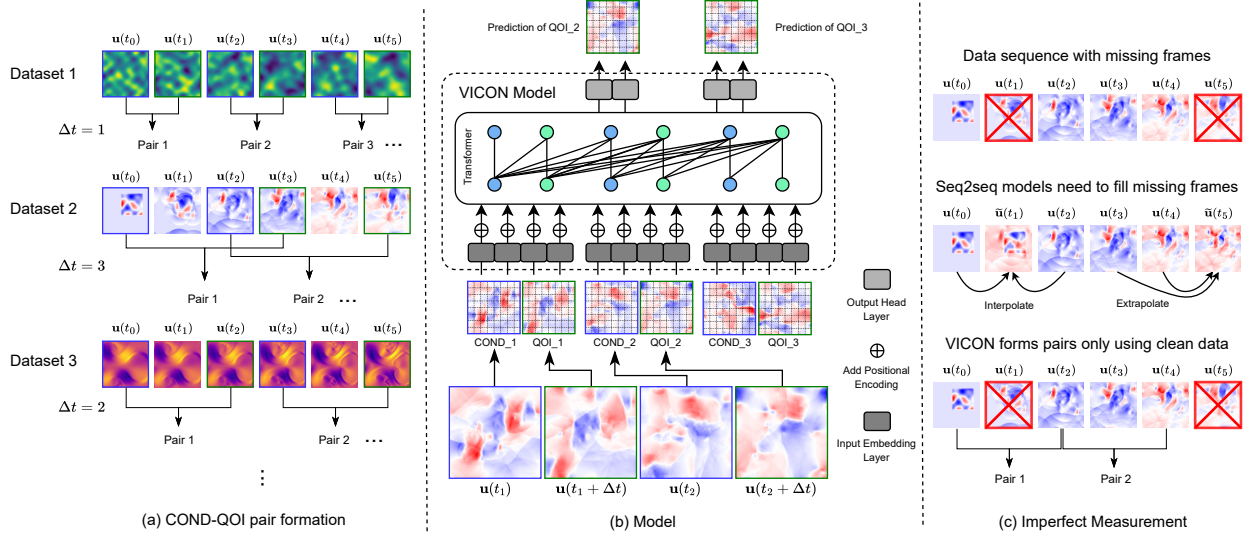 Dataset 1
u(t₀) u(t₁) u(t₂) u(t₃) u(t₄) u(t₅)
Δt = 1
Pair 1 Pair 2 Pair 3 ...
Dataset 2
u(t₀) u(t₁) u(t₂) u(t₃) u(t₄) u(t₅)
Δt = 3
Pair 1 Pair 2 ...
Dataset 3
u(t₀) u(t₁) u(t₂) u(t₃) u(t₄) u(t₅)
Δt = 2
Pair 1 Pair 2 ...
(a) COND-QOI pair formation
Prediction of QOI_2
Prediction of QOI_3
VICON Model
Transformer
COND_1 QOI_1 COND_2 QOI_2 COND_3 QOI_3
u(t₁) u(t₁ + Δt) u(t₂) u(t₂ + Δt)
Output Head
Layer
Add Positional
Encoding
Input Embedding
Layer
(b) Model
Data sequence with missing frames
u(t₀) u(t₁) u(t₂) u(t₃) u(t₄) u(t₅)
Seq2seq models need to fill missing frames
u(t₀) ũ(t₁) u(t₂) u(t₃) u(t₄) ũ(t₅)
Interpolate Extrapolate
VICON forms pairs only using clean data
u(t₀) u(t₁) u(t₂) u(t₃) u(t₄) u(t₅)
Pair 1 Pair 2
(c) Imperfect Measurement